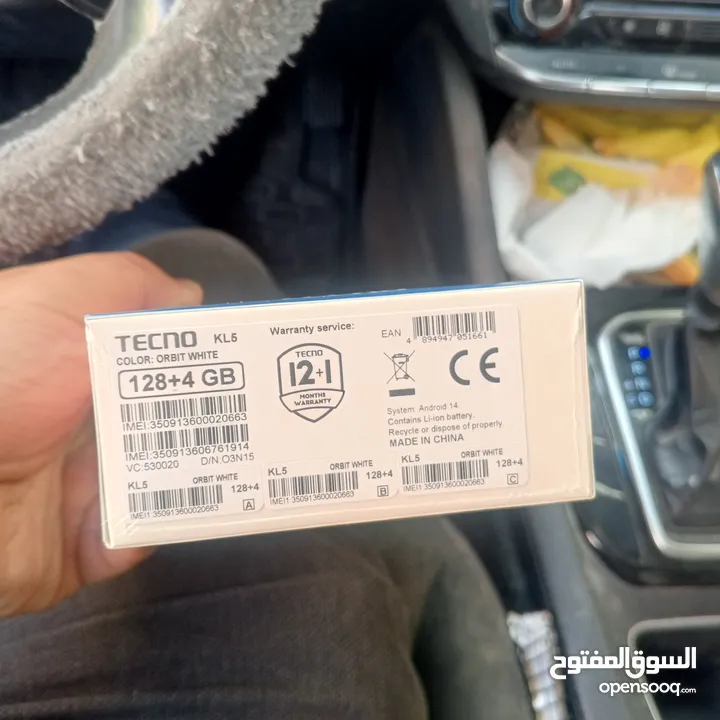 TECNO KL5
COLOR: ORBIT WHITE
128+4 GB
IMEI:350913600020663
IMEI:350913606761914
VC:530020 D/N:O3N15
Warranty service:
TECNO
12+1
MONTHS
WARRANTY
EAN
4 894947 051661
CE
System: Android 14
Contains Li-ion battery.
Recycle or dispose of properly.
MADE IN CHINA
KL5 ORBIT WHITE
128+4
IMEI1:350913600020663 A
KL5 ORBIT WHITE
128+4
IMEI1:350913600020663 B
KL5 ORBIT WHITE
128+4
IMEI1:350913600020663 C
السوق المفتوح
opensooq.com